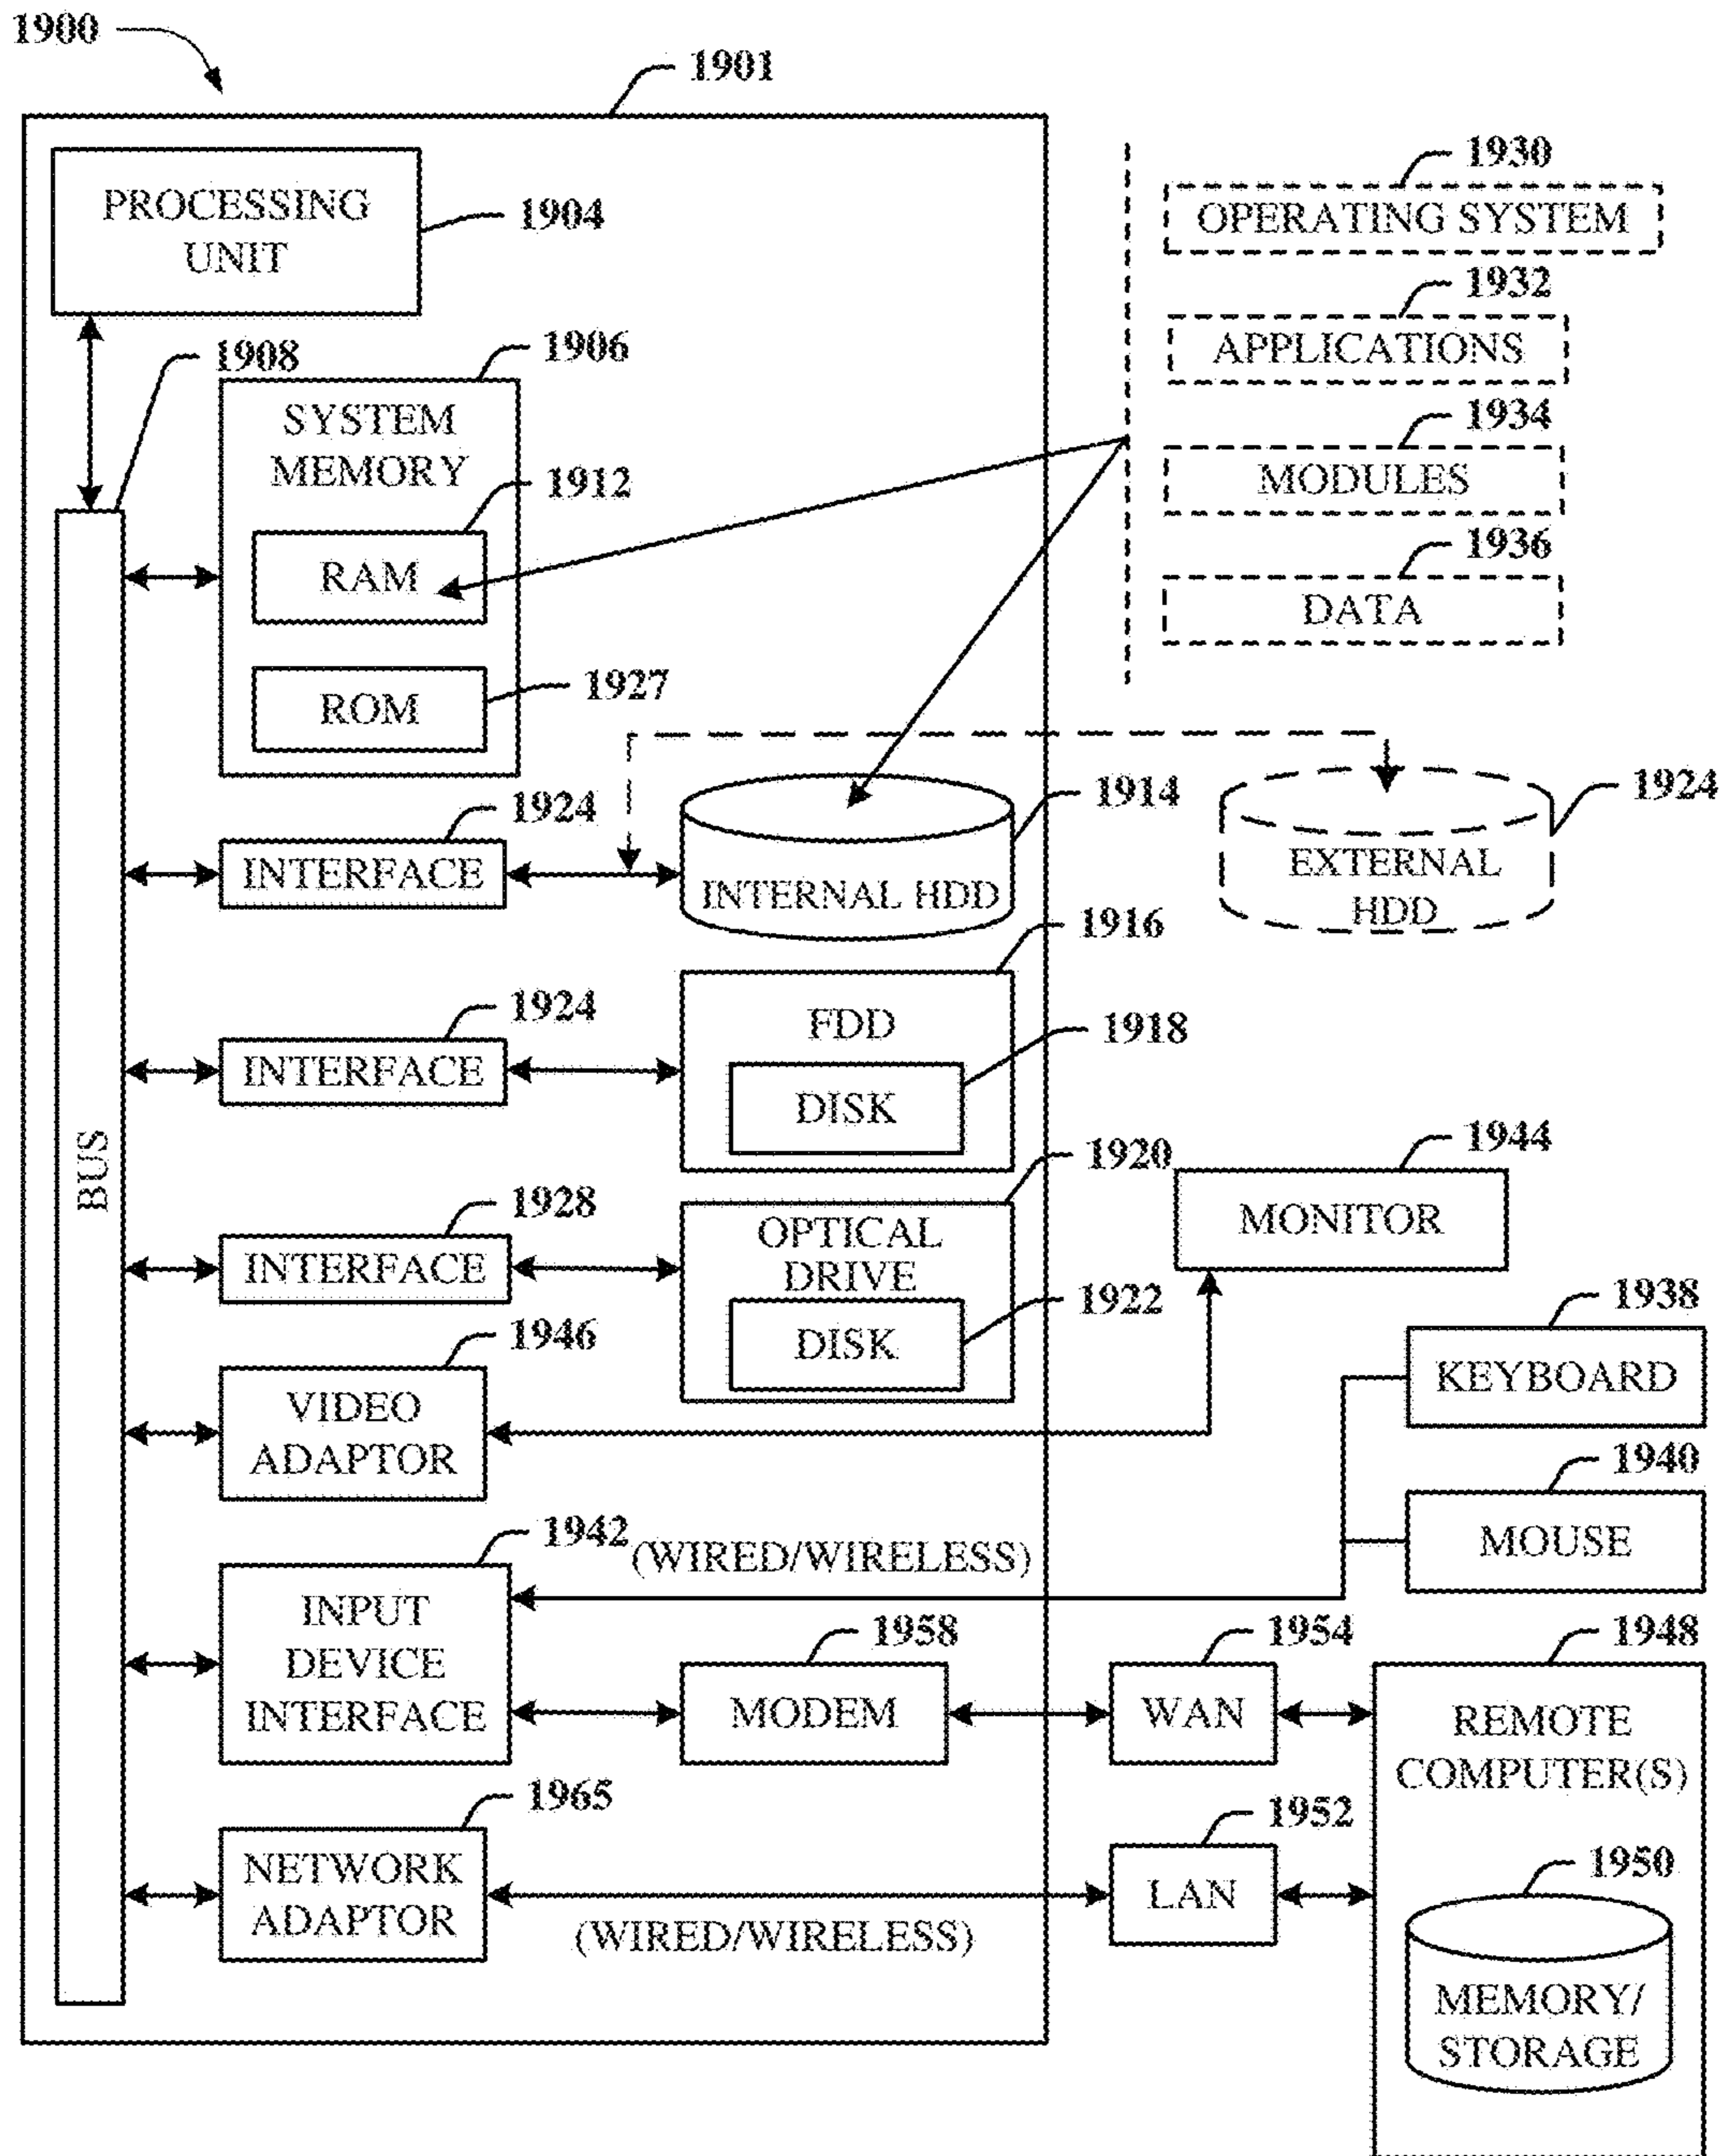 1900
1901
PROCESSING
UNIT
1904
1930
OPERATING SYSTEM
1932
APPLICATIONS
1934
MODULES
1936
DATA
1908
1906
SYSTEM
MEMORY
1912
RAM
1927
ROM
1924
INTERFACE
1914
INTERNAL HDD
1924
EXTERNAL
HDD
1916
FDD
1918
DISK
1924
INTERFACE
BUS
1928
INTERFACE
1920
OPTICAL
DRIVE
1922
DISK
1944
MONITOR
1946
VIDEO
ADAPTOR
1938
KEYBOARD
1940
MOUSE
1942
(WIRED/WIRELESS)
INPUT
DEVICE
INTERFACE
1958
MODEM
1954
WAN
1948
REMOTE
COMPUTER(S)
1965
NETWORK
ADAPTOR
(WIRED/WIRELESS)
1952
LAN
1950
MEMORY/
STORAGE